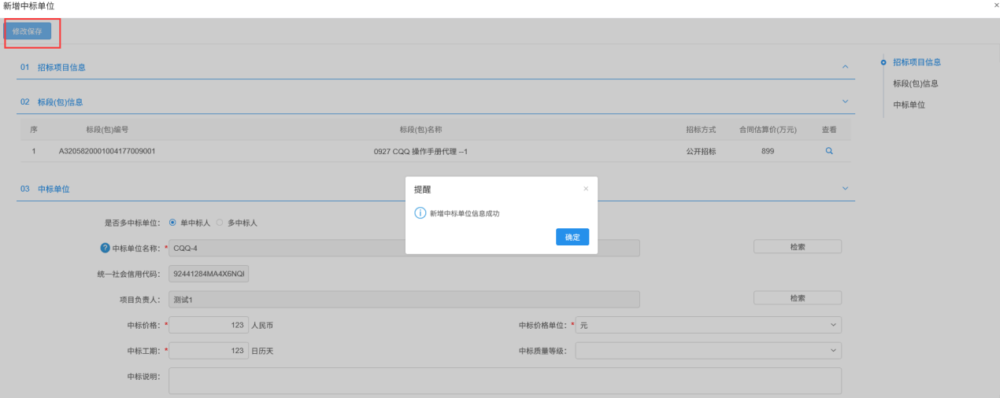 新增中标单位 ×
修改保存
01 招标项目信息
02 标段(包)信息
序 标段(包)编号 标段(包)名称 招标方式 合同估算价(万元) 查看
1 A3205820001004177009001 0927 CQQ 操作手册代理 --1 公开招标 899
03 中标单位
是否多中标单位: 单中标人 多中标人
? 中标单位名称: * CQQ-4 检索
统一社会信用代码: 92441284MA4X6NQI
项目负责人: 测试1 检索
中标价格: * 123 人民币 中标价格单位: * 元
中标工期: * 123 日历天 中标质量等级:
中标说明:
提醒 ×
新增中标单位信息成功
确定
招标项目信息
标段(包)信息
中标单位